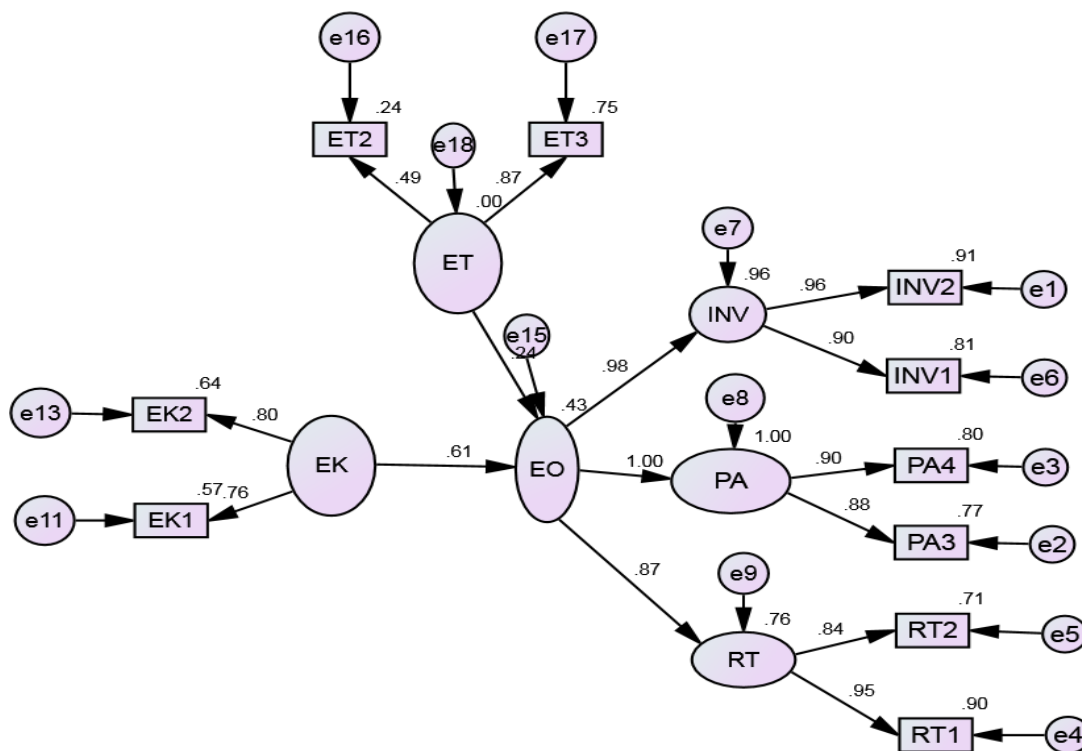 e16
e17
.24
.75
ET2
e18
ET3
.49
.87
.00
ET
e7
.96
.91
.96
INV2
e1
INV
e15
.24
.90
.81
.98
INV1
e6
.64
e13
EK2
.80
.43
e8
1.00
.80
EK
.61
EO
1.00
PA
.90
PA4
e3
.57
.76
e11
EK1
.88
.77
PA3
e2
.87
e9
.76
.71
.84
RT2
e5
RT
.95
.90
RT1
e4